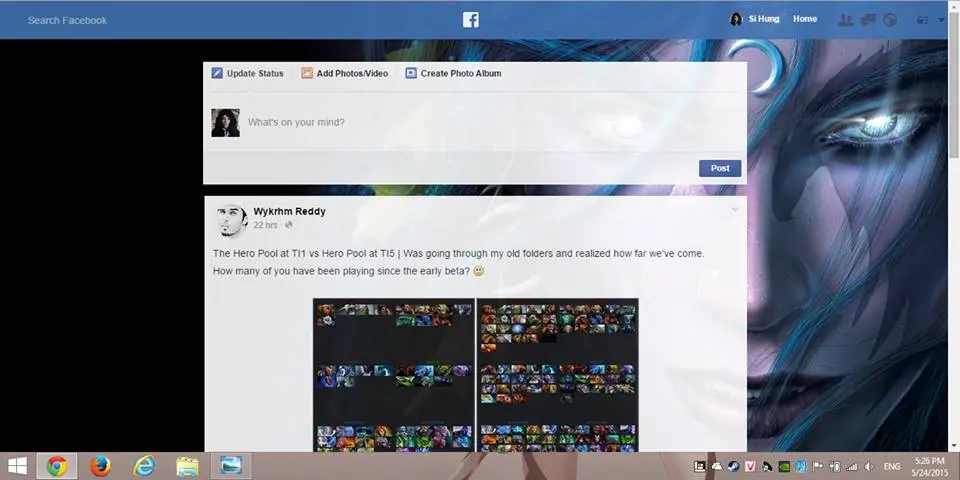 Search Facebook
Si Hung Home
Update Status Add Photos/Video Create Photo Album
What's on your mind?
Post
Wykrhm Reddy
22 hrs
The Hero Pool at TI1 vs Hero Pool at TI5 | Was going through my old folders and realized how far we've come.
How many of you have been playing since the early beta?
ENG
5:26 PM
5/24/2015